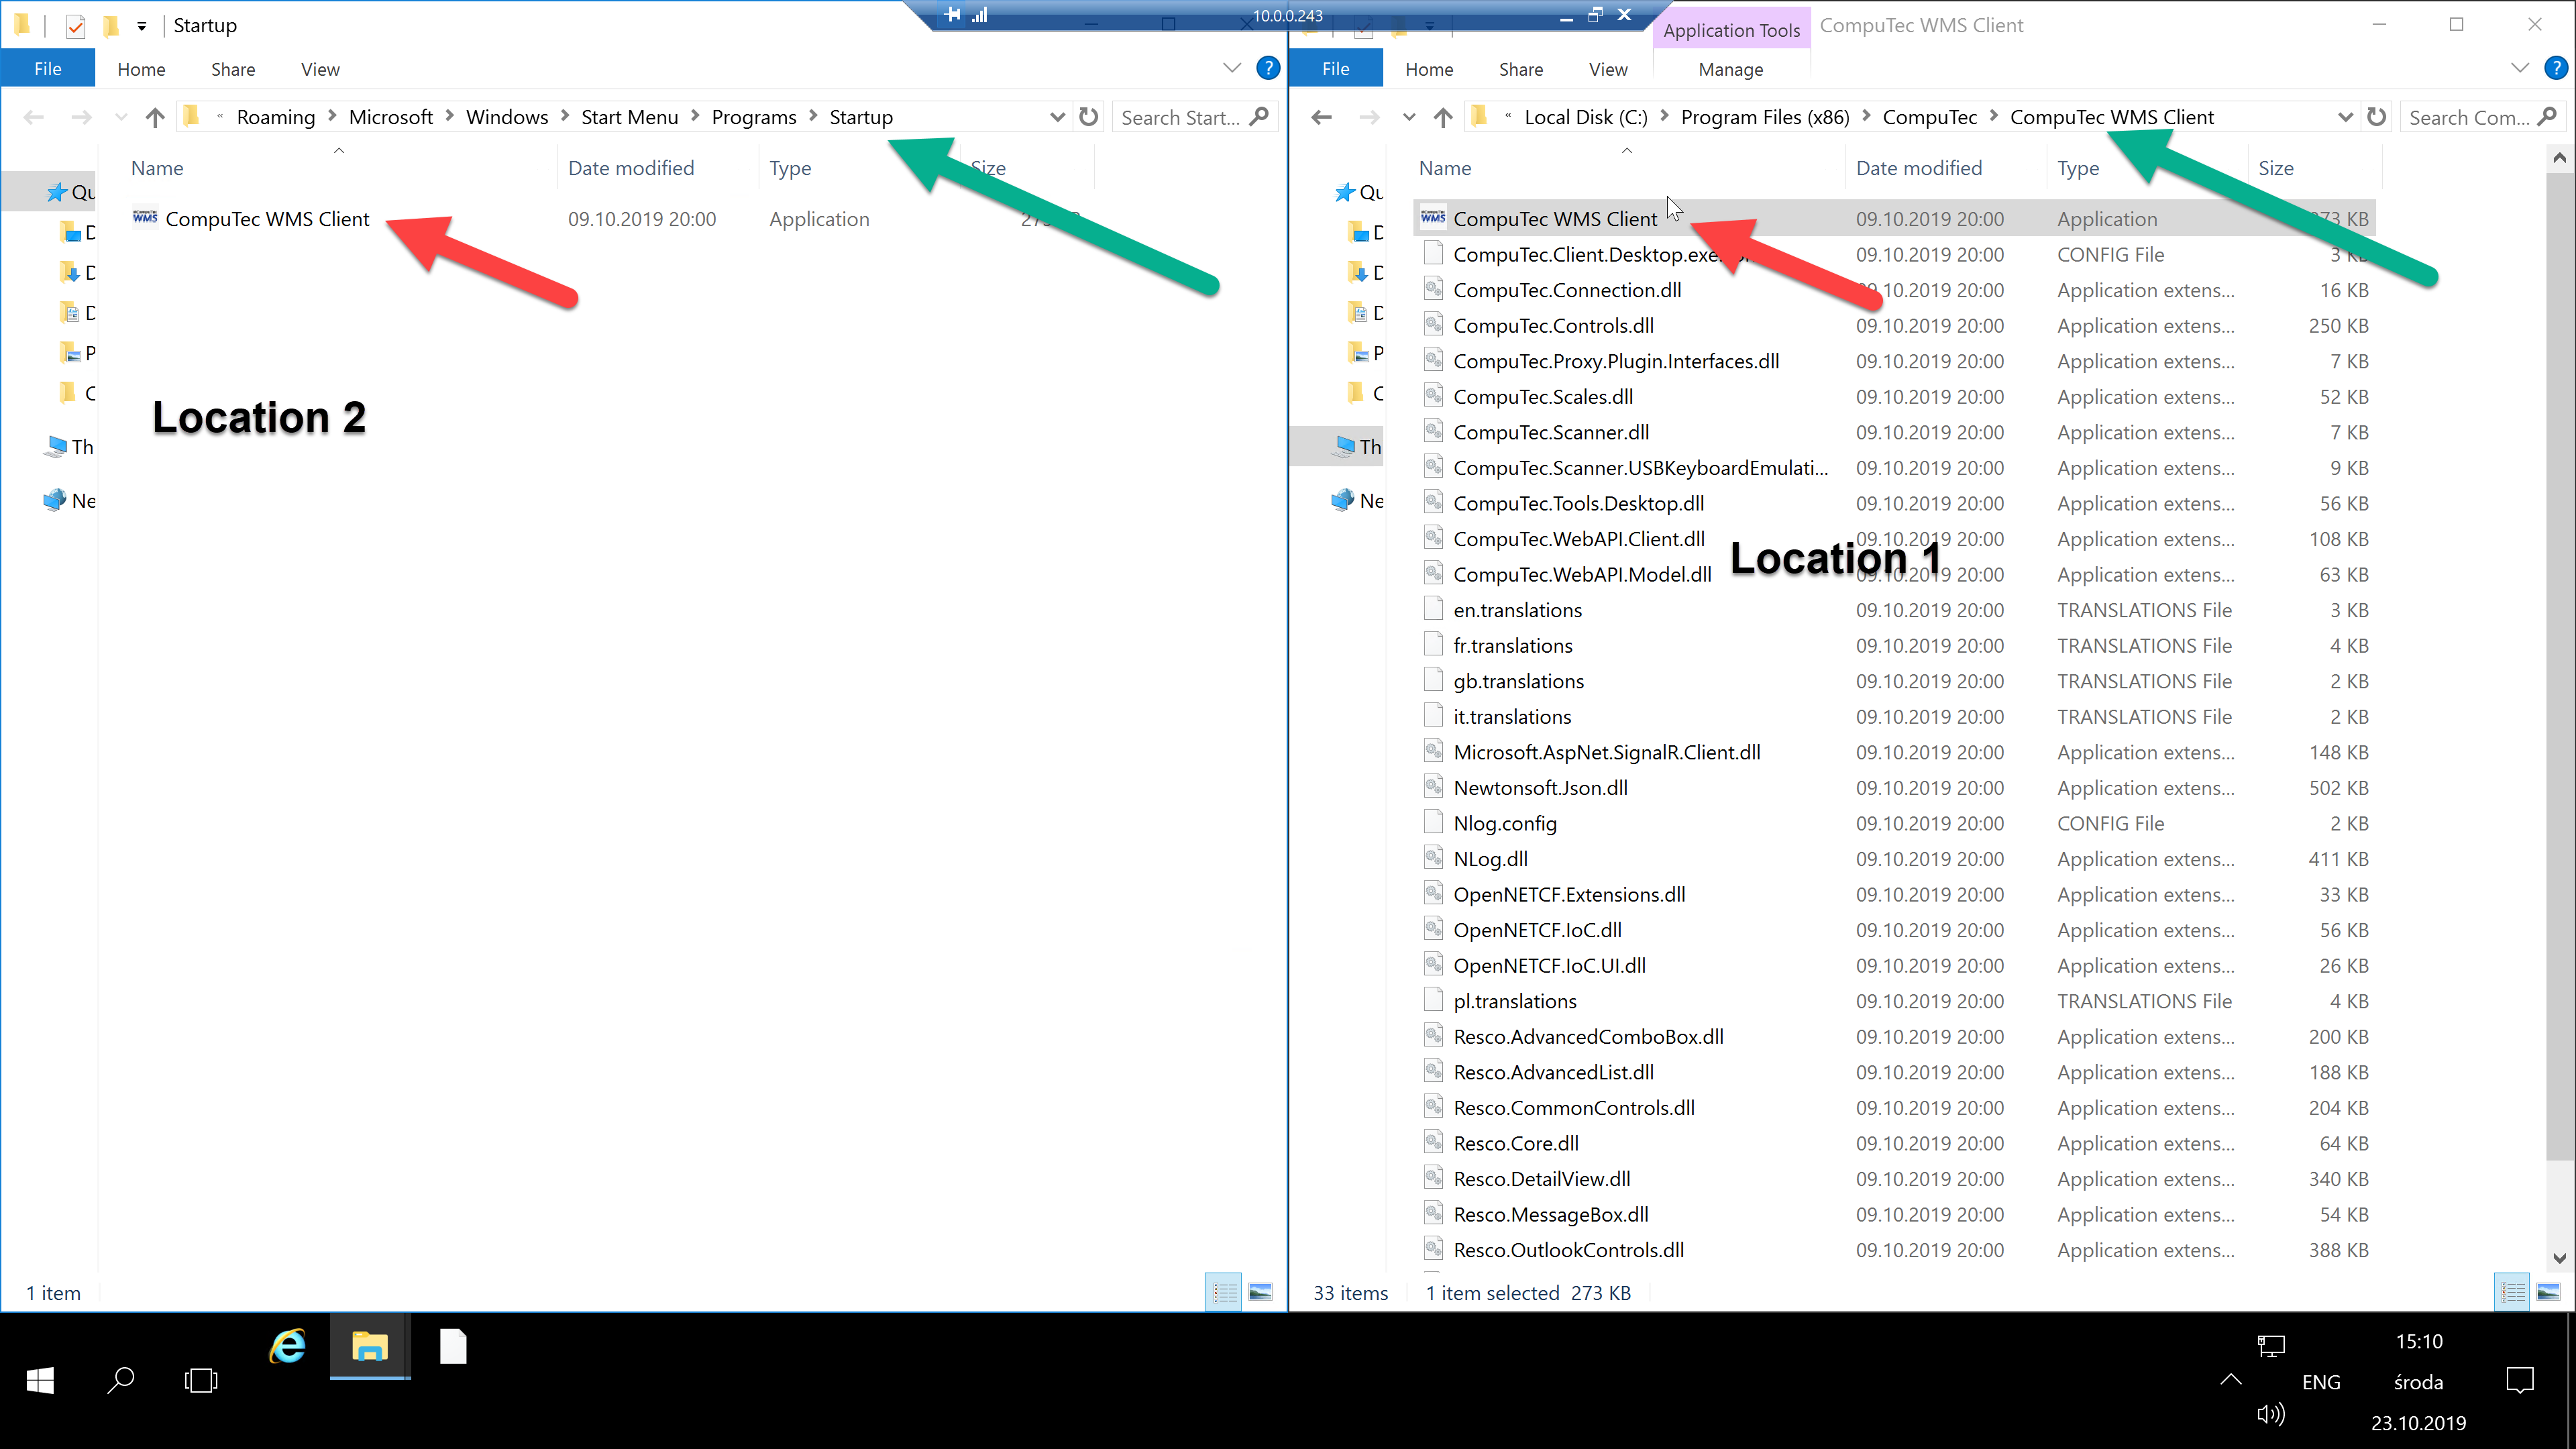 10.0.0.243
Startup
File Home Share View
« Roaming > Microsoft > Windows > Start Menu > Programs > Startup
Search Start...
Name Date modified Type Size
CompuTec WMS Client 09.10.2019 20:00 Application
Qu
D
D
D
P
C
Th
Ne
Location 2
1 item
Application Tools
CompuTec WMS Client
File Home Share View Manage
« Local Disk (C:) > Program Files (x86) > CompuTec > CompuTec WMS Client
Search Com...
Name Date modified Type Size
Qu
D
D
D
P
C
Th
Ne
CompuTec WMS Client 09.10.2019 20:00 Application 273 KB
CompuTec.Client.Desktop.exe 09.10.2019 20:00 CONFIG File 3 KB
CompuTec.Connection.dll 09.10.2019 20:00 Application extens... 16 KB
CompuTec.Controls.dll 09.10.2019 20:00 Application extens... 250 KB
CompuTec.Proxy.Plugin.Interfaces.dll 09.10.2019 20:00 Application extens... 7 KB
CompuTec.Scales.dll 09.10.2019 20:00 Application extens... 52 KB
CompuTec.Scanner.dll 09.10.2019 20:00 Application extens... 7 KB
CompuTec.Scanner.USBKeyboardEmulati... 09.10.2019 20:00 Application extens... 9 KB
CompuTec.Tools.Desktop.dll 09.10.2019 20:00 Application extens... 56 KB
CompuTec.WebAPI.Client.dll 09.10.2019 20:00 Application extens... 108 KB
Location 1
CompuTec.WebAPI.Model.dll 09.10.2019 20:00 Application extens... 63 KB
en.translations 09.10.2019 20:00 TRANSLATIONS File 3 KB
fr.translations 09.10.2019 20:00 TRANSLATIONS File 4 KB
gb.translations 09.10.2019 20:00 TRANSLATIONS File 2 KB
it.translations 09.10.2019 20:00 TRANSLATIONS File 2 KB
Microsoft.AspNet.SignalR.Client.dll 09.10.2019 20:00 Application extens... 148 KB
Newtonsoft.Json.dll 09.10.2019 20:00 Application extens... 502 KB
Nlog.config 09.10.2019 20:00 CONFIG File 2 KB
NLog.dll 09.10.2019 20:00 Application extens... 411 KB
OpenNETCF.Extensions.dll 09.10.2019 20:00 Application extens... 33 KB
OpenNETCF.IoC.dll 09.10.2019 20:00 Application extens... 56 KB
OpenNETCF.IoC.UI.dll 09.10.2019 20:00 Application extens... 26 KB
pl.translations 09.10.2019 20:00 TRANSLATIONS File 4 KB
Resco.AdvancedComboBox.dll 09.10.2019 20:00 Application extens... 200 KB
Resco.AdvancedList.dll 09.10.2019 20:00 Application extens... 188 KB
Resco.CommonControls.dll 09.10.2019 20:00 Application extens... 204 KB
Resco.Core.dll 09.10.2019 20:00 Application extens... 64 KB
Resco.DetailView.dll 09.10.2019 20:00 Application extens... 340 KB
Resco.MessageBox.dll 09.10.2019 20:00 Application extens... 54 KB
Resco.OutlookControls.dll 09.10.2019 20:00 Application extens... 388 KB
33 items 1 item selected 273 KB
ENG
15:10
środa
23.10.2019